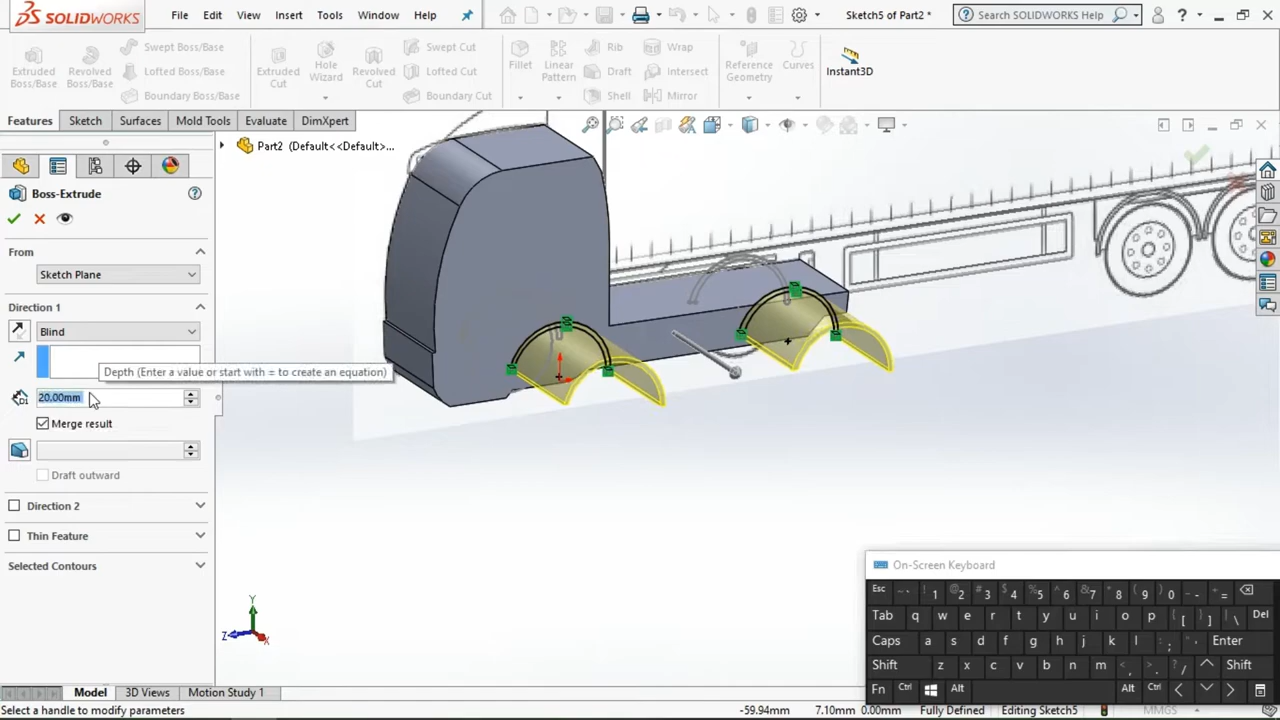 SOLIDWORKS
File Edit View Insert Tools Window Help
Sketch5 of Part2 *
Search SOLIDWORKS Help
Extruded Boss/Base
Revolved Boss/Base
Swept Boss/Base
Lofted Boss/Base
Boundary Boss/Base
Extruded Cut
Hole Wizard
Revolved Cut
Swept Cut
Lofted Cut
Boundary Cut
Fillet
Linear Pattern
Rib
Draft
Shell
Wrap
Intersect
Mirror
Reference Geometry
Curves
Instant3D
Features Sketch Surfaces Mold Tools Evaluate DimXpert
Part2 (Default<<Default>...
Boss-Extrude
From
Sketch Plane
Direction 1
Blind
Depth (Enter a value or start with = to create an equation)
D1
20.00mm
Merge result
Draft outward
Direction 2
Thin Feature
Selected Contours
Y
Z
X
On-Screen Keyboard
Esc ~ ` ! 1 @ 2 # 3 $ 4 % 5 ^ 6 & 7 * 8 ( 9 ) 0 _ - + =
Tab q w e r t y u i o p { [ } ] | \ Del
Caps a s d f g h j k l : ; " ' Enter
Shift z x c v b n m < , > . ? / Shift
Fn Ctrl Alt Alt Ctrl
Model 3D Views Motion Study 1
Select a handle to modify parameters
-59.94mm 7.10mm 0.00mm Fully Defined Editing Sketch5 MMGS